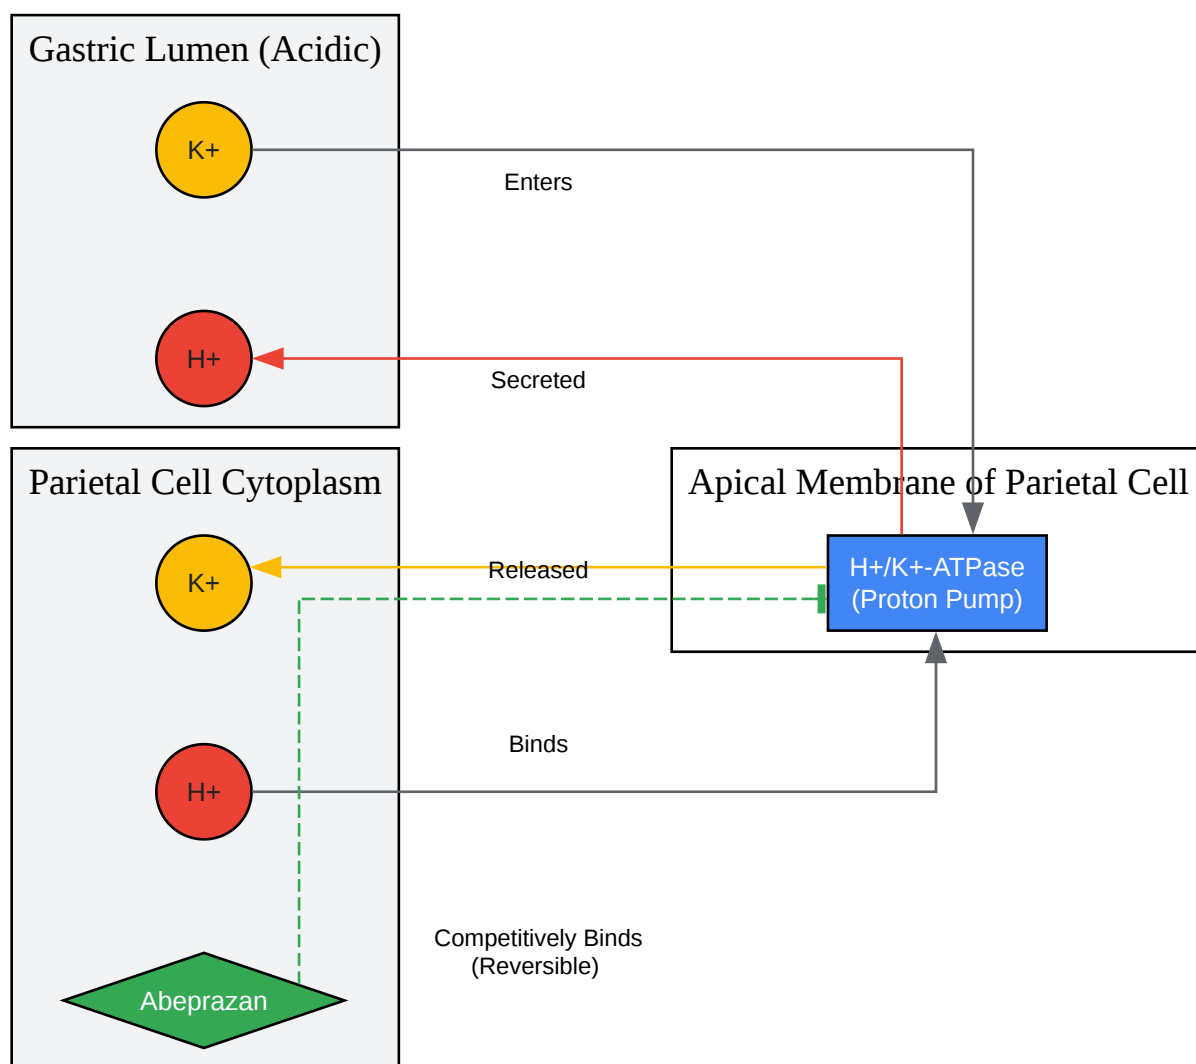 Gastric Lumen (Acidic)
K+
Enters
H+
Secreted
Parietal Cell Cytoplasm
Apical Membrane of Parietal Cell
K+
Released
H+/K+-ATPase
(Proton Pump)
Binds
H+
Competitively Binds
(Reversible)
Abeprazan